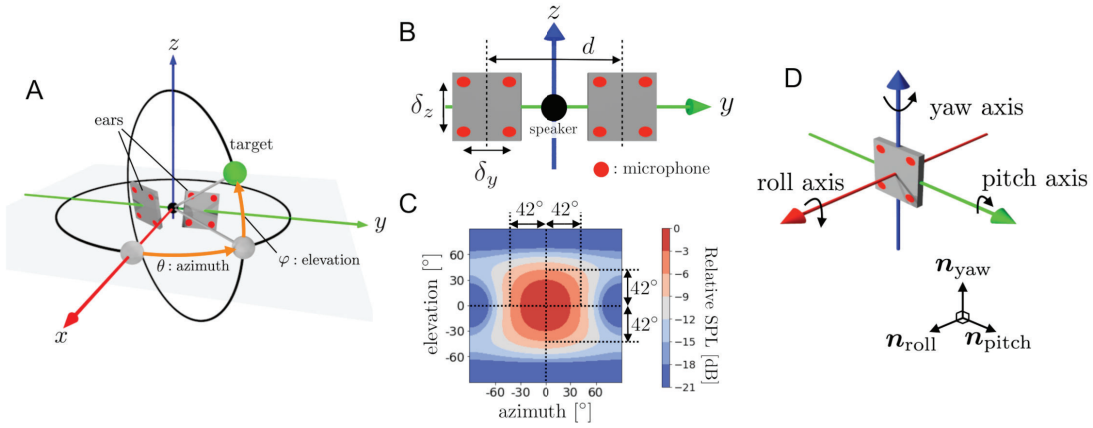 A
z
ears
target
y
θ : azimuth
φ : elevation
x
B
z
d
δz
y
speaker
δy
: microphone
C
42° 42°
60
30
0
-30
-60
elevation [°]
42°
42°
-60 -30 0 30 60
azimuth [°]
0
-3
-6
-9
-12
-15
-18
-21
Relative SPL [dB]
D
yaw axis
roll axis
pitch axis
nyaw
nroll
npitch